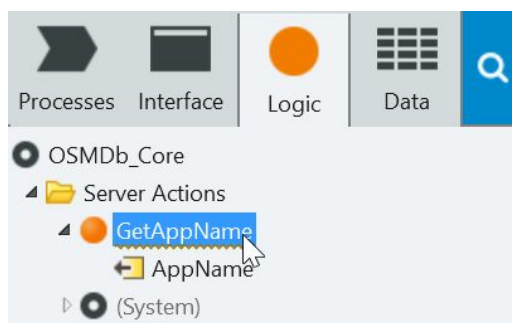 Processes Interface Logic Data
OSMDb_Core
Server Actions
GetAppName
AppName
(System)